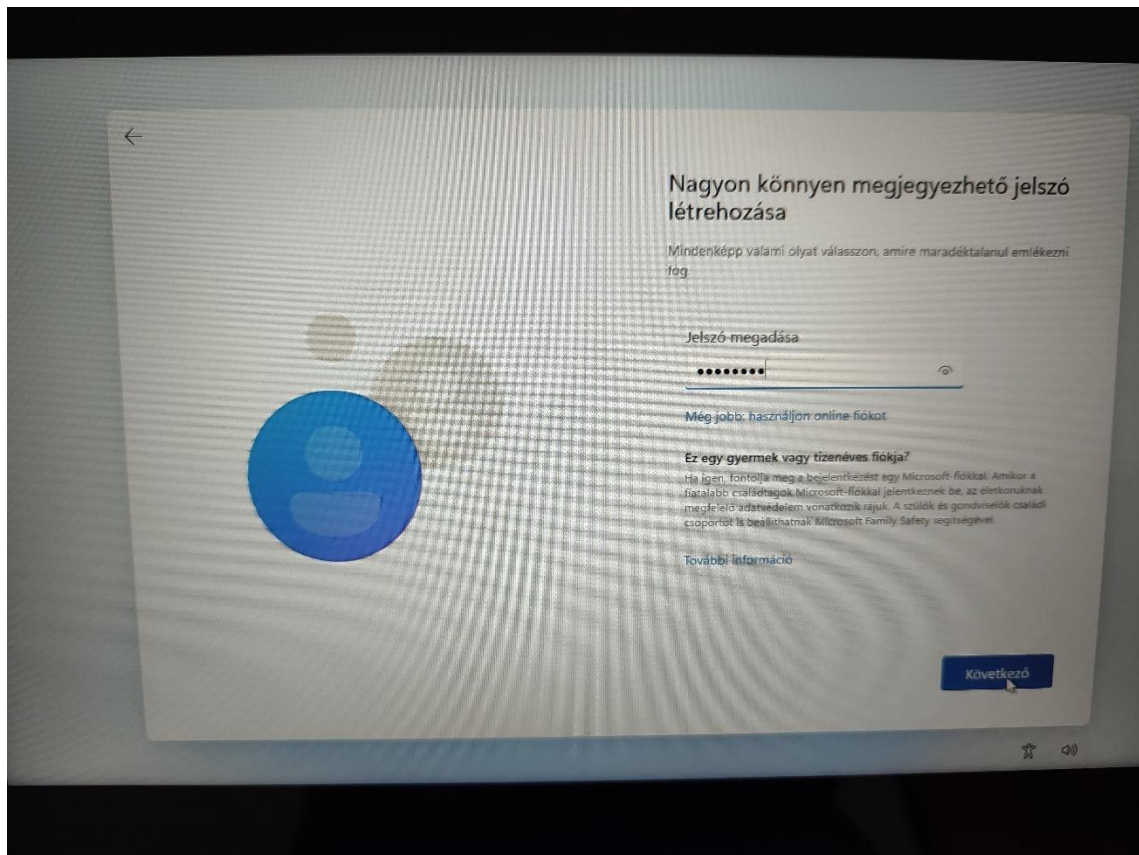 Nagyon könnyen megjegyezhető jelszó
létrehozása
Mindenképp valami olyat válasszon, amire maradéktalanul emlékezni
fog.
Jelszó megadása
••••••••
Még jobb: használjon online fiókot
Ez egy gyermek vagy tizenéves fiókja?
Ha igen, fontolja meg a bejelentkezést egy Microsoft-fiókkal. Amikor a
fiatalabb családtagok Microsoft-fiókkal jelentkeznek be, az életkoruknak
megfelelő adatvédelem vonatkozik rájuk. A szülők és gondviselők családi
csoportot is beállíthatnak Microsoft Family Safety segítségével.
További információ
Következő